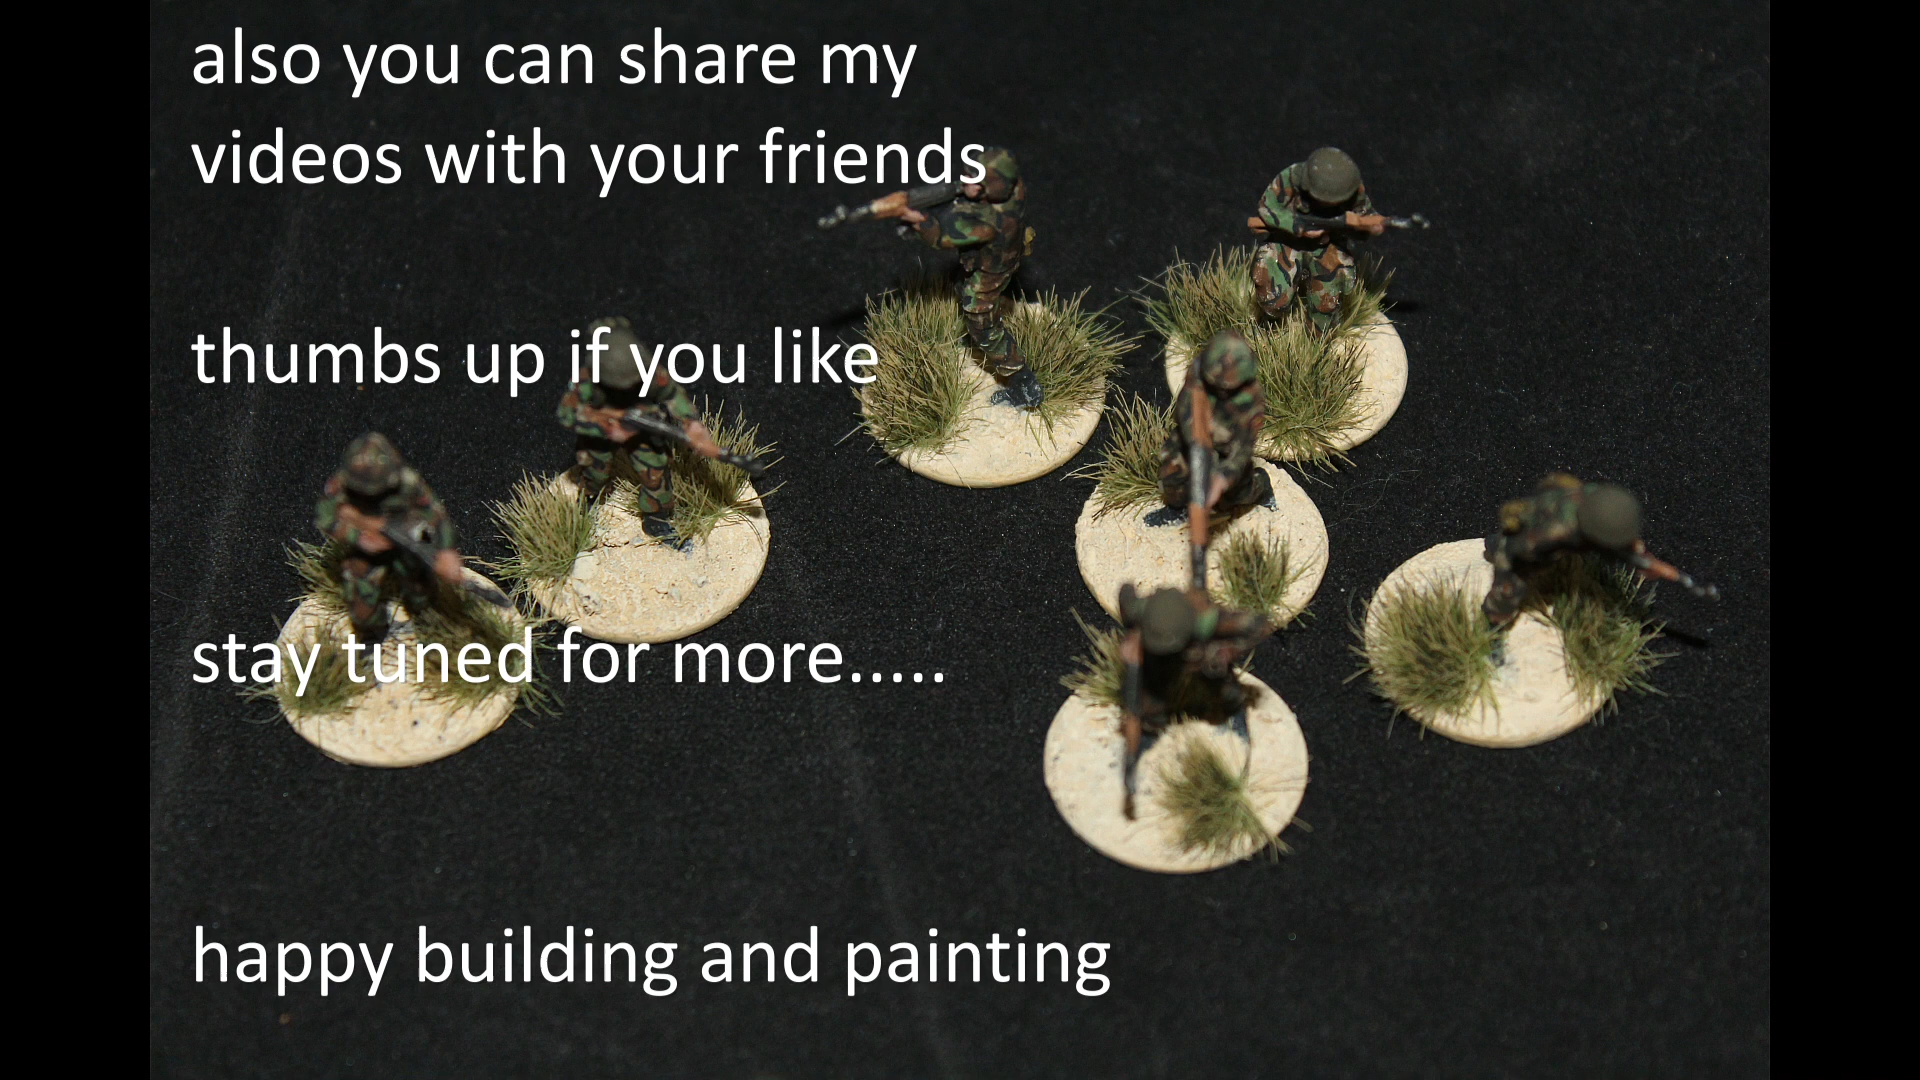 also you can share my
videos with your friends
thumbs up if you like
stay tuned for more.....
happy building and painting